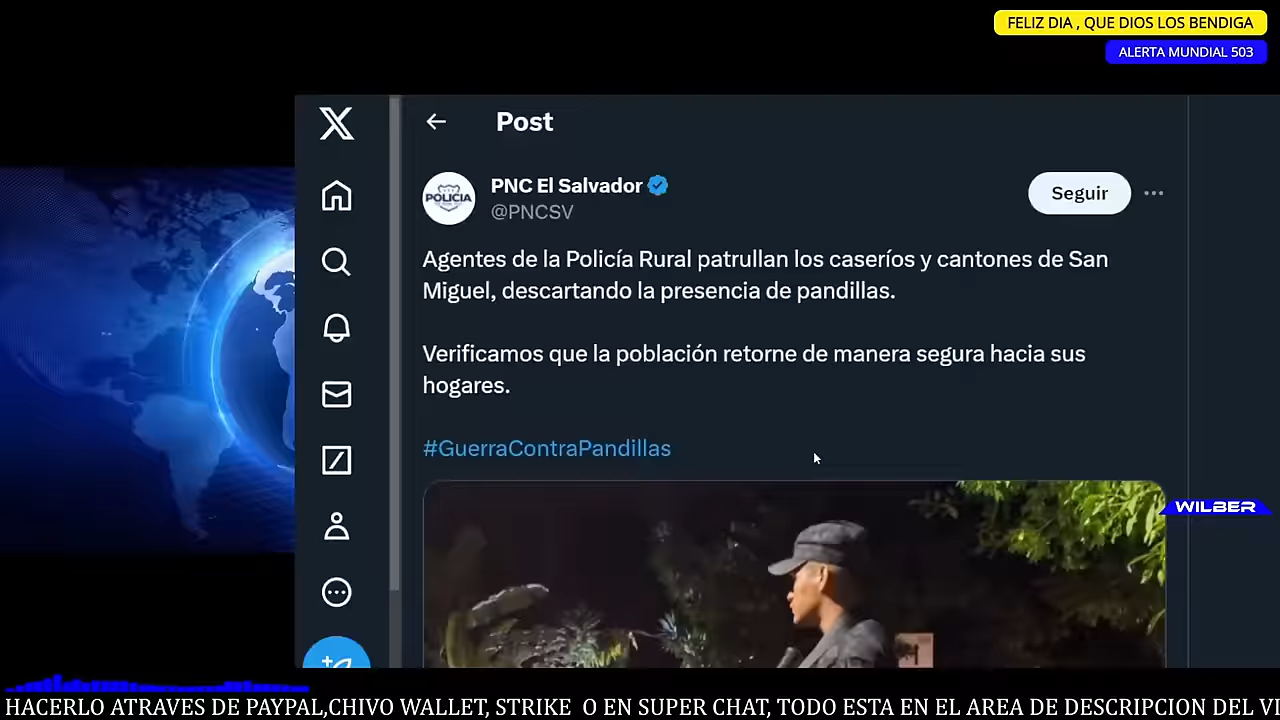 FELIZ DIA , QUE DIOS LOS BENDIGA
ALERTA MUNDIAL 503
Post
POLICIA
PNC El Salvador
@PNCSV
Seguir
Agentes de la Policía Rural patrullan los caseríos y cantones de San
Miguel, descartando la presencia de pandillas.
Verificamos que la población retorne de manera segura hacia sus
hogares.
#GuerraContraPandillas
WILBER
HACERLO ATRAVES DE PAYPAL,CHIVO WALLET, STRIKE O EN SUPER CHAT, TODO ESTA EN EL AREA DE DESCRIPCION DEL